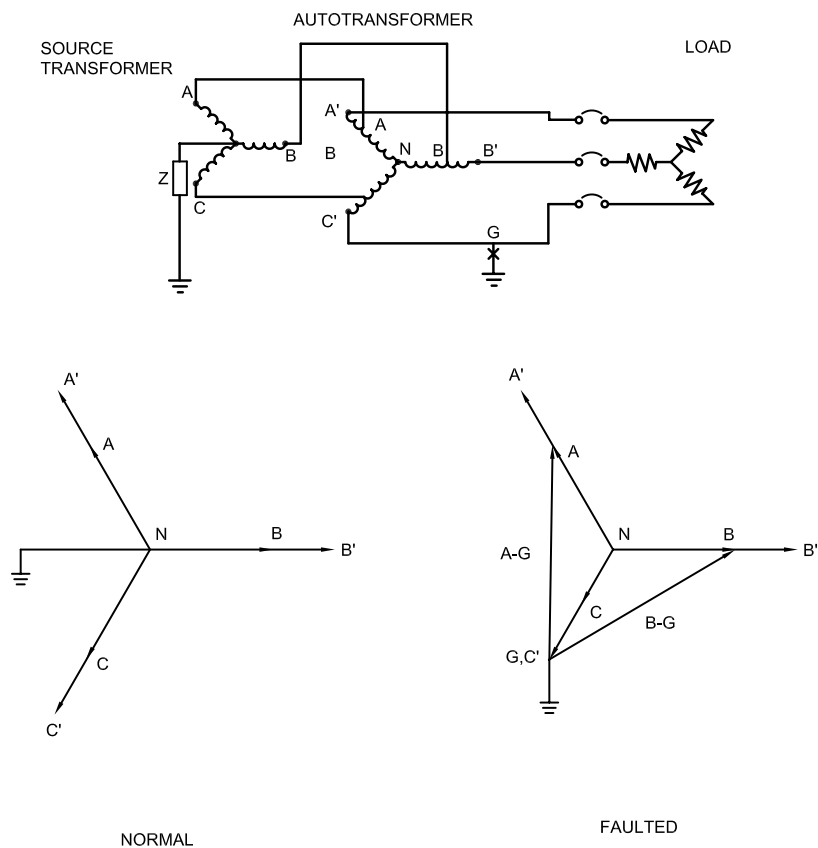 AUTOTRANSFORMER
SOURCE
TRANSFORMER
LOAD
A
A'
A
B
B
N
B
B'
Z
C
C'
G
A'
A
N
B
B'
C
C'
A'
A
N
B
B'
A-G
C
B-G
G,C'
NORMAL
FAULTED